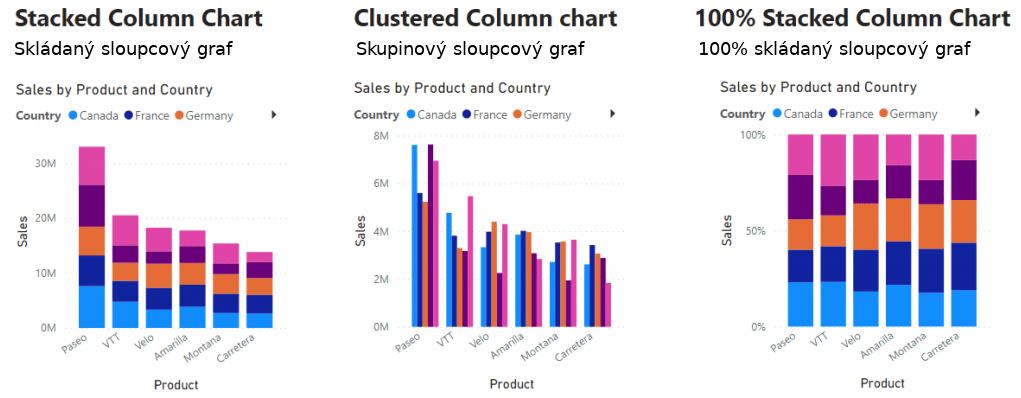 Stacked Column Chart
Skládaný sloupcový graf
Sales by Product and Country
Country Canada France Germany
30M
20M
10M
0M
Sales
Paseo
VTT
Velo
Amarilla
Montana
Carretera
Product
Clustered Column chart
Skupinový sloupcový graf
Sales by Product and Country
Country Canada France Germany
8M
6M
4M
2M
0M
Sales
Paseo
VTT
Velo
Amarilla
Montana
Carretera
Product
100% Stacked Column Chart
100% skládaný sloupcový graf
Sales by Product and Country
Country Canada France Germany
100%
50%
0%
Sales
Paseo
VTT
Velo
Amarilla
Montana
Carretera
Product